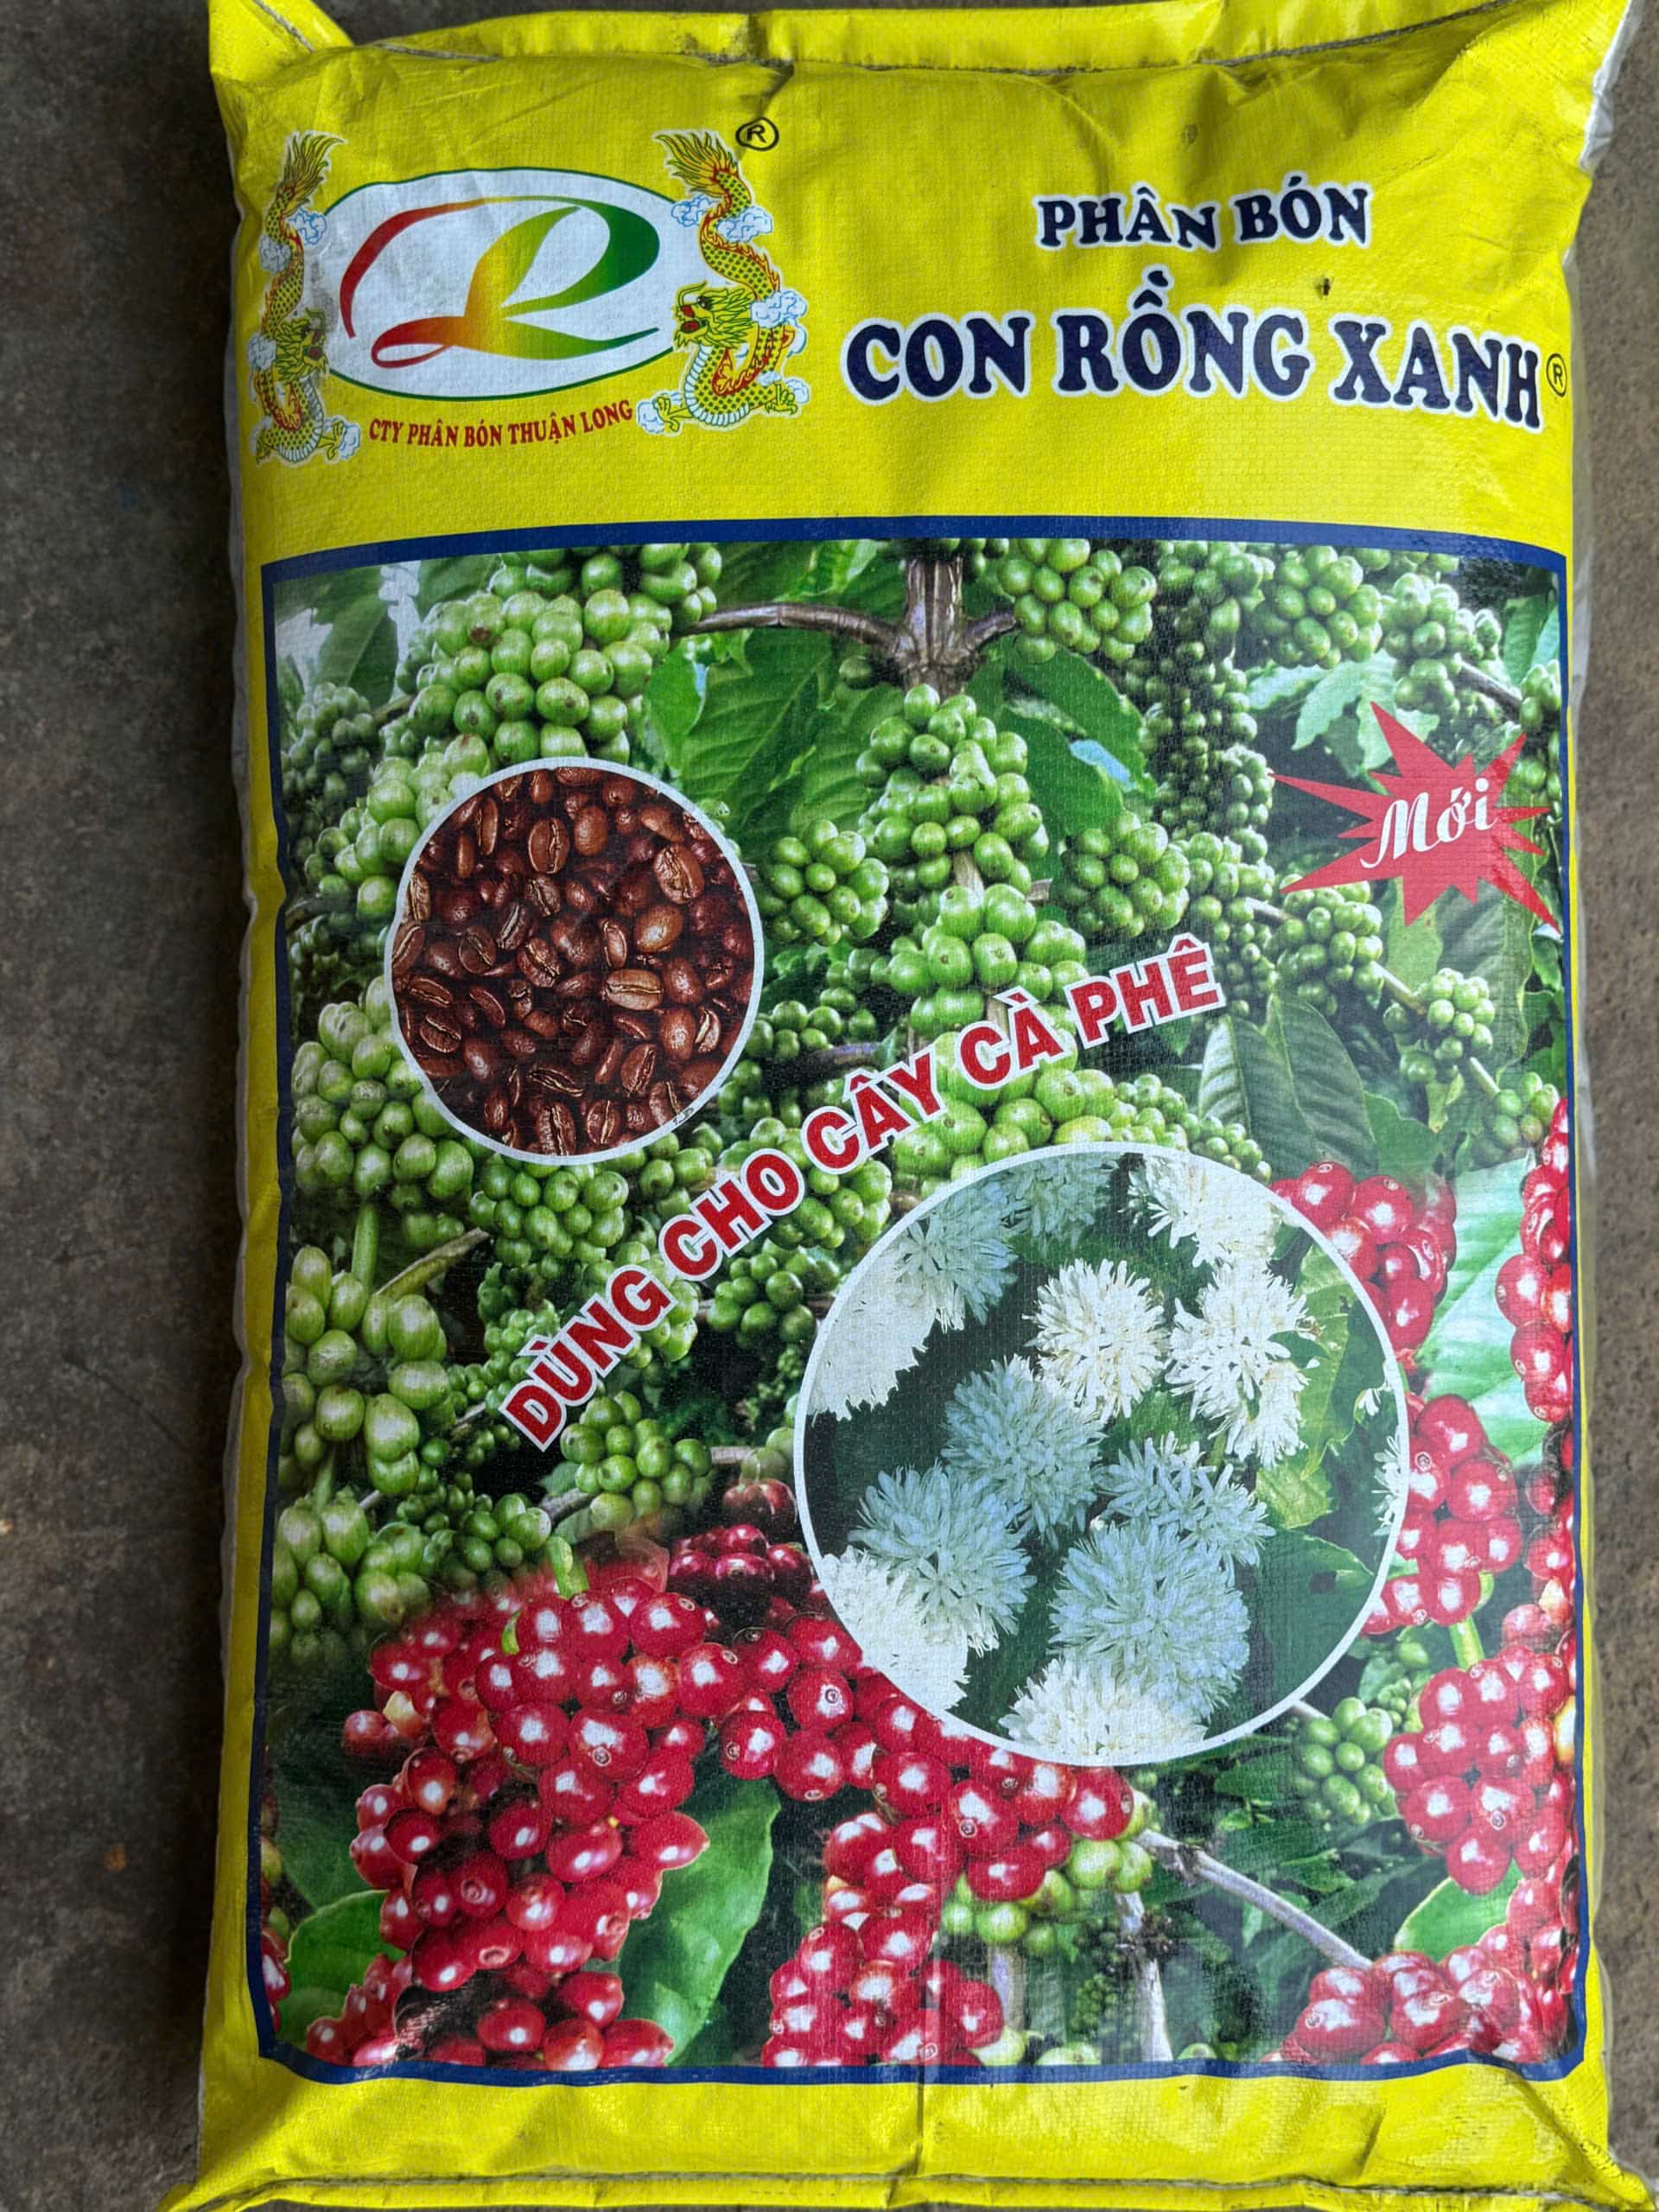 ®
CTY PHÂN BÓN THUẬN LONG
PHÂN BÓN
CON RỒNG XANH®
Mới
DÙNG CHO CÂY CÀ PHÊ